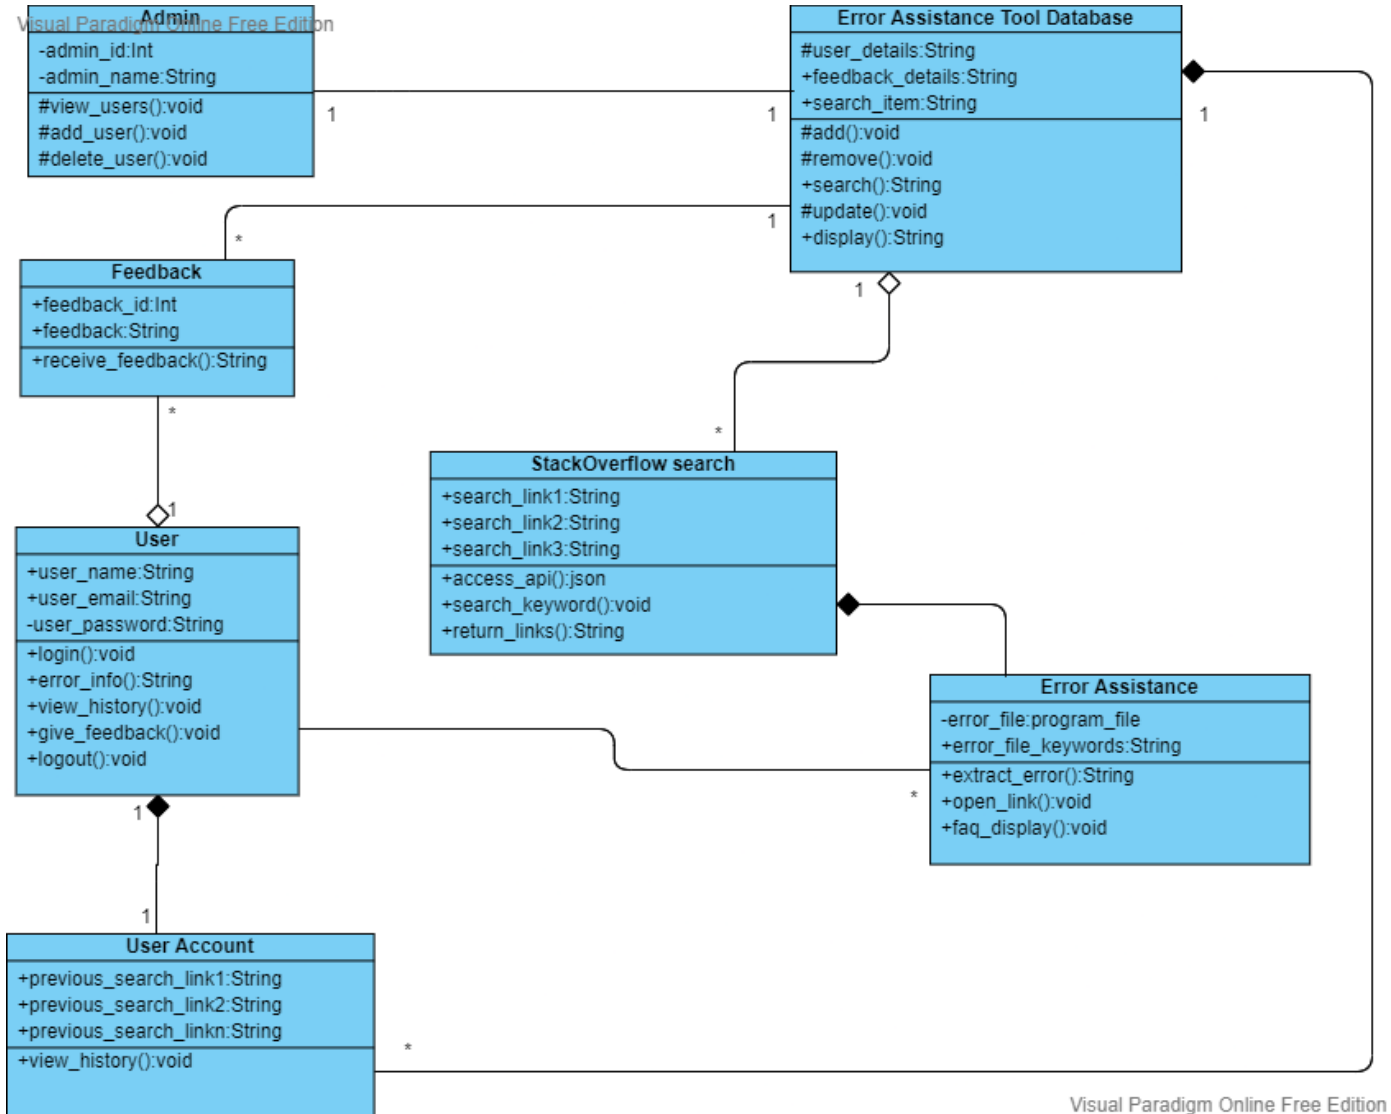 Visual Paradigm Online Free Edition
Admin
-admin_id:Int
-admin_name:String
#view_users():void
#add_user():void
#delete_user():void
1
1
Error Assistance Tool Database
#user_details:String
+feedback_details:String
+search_item:String
#add():void
#remove():void
+search():String
#update():void
+display():String
1
1
*
1
Feedback
+feedback_id:Int
+feedback:String
+receive_feedback():String
*
1
*
StackOverflow search
+search_link1:String
+search_link2:String
+search_link3:String
+access_api():json
+search_keyword():void
+return_links():String
User
+user_name:String
+user_email:String
-user_password:String
+login():void
+error_info():String
+view_history():void
+give_feedback():void
+logout():void
1
Error Assistance
-error_file:program_file
+error_file_keywords:String
+extract_error():String
+open_link():void
+faq_display():void
*
1
User Account
+previous_search_link1:String
+previous_search_link2:String
+previous_search_linkn:String
+view_history():void
*
Visual Paradigm Online Free Edition